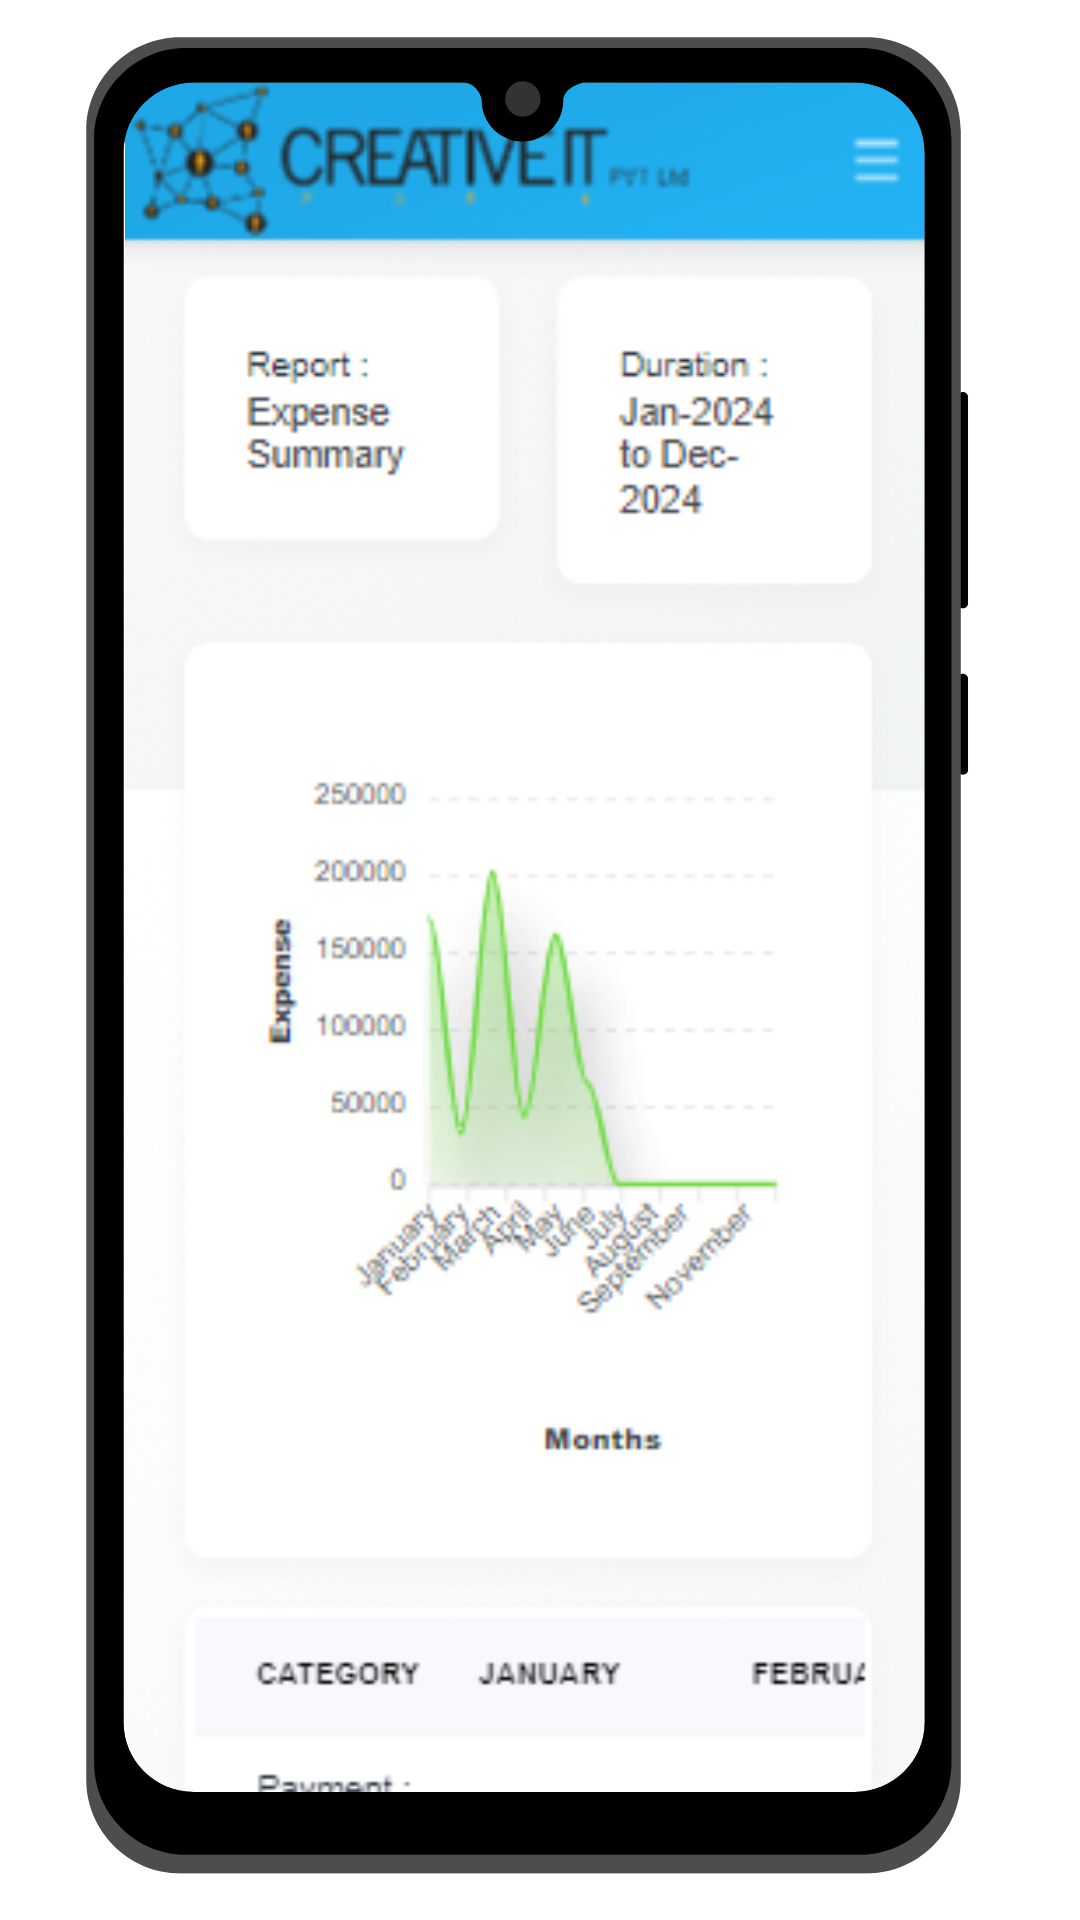 CREATIVE IT PVT Ltd
Report :
Expense
Summary
Duration :
Jan-2024
to Dec-
2024
250000
200000
150000
100000
50000
0
Expense
January
February
March
April
May
June
July
August
September
November
Months
CATEGORY JANUARY FEBRUA
Payment :